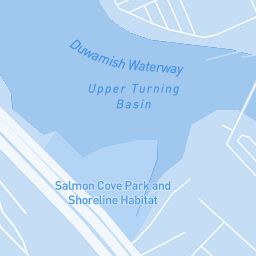 Duwamish Waterway
Upper Turning
Basin
Salmon Cove Park and
Shoreline Habitat